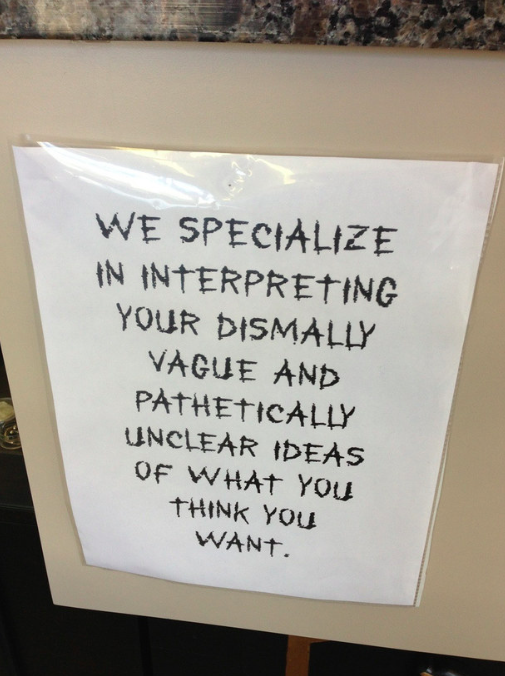 WE SPECIALIZE
IN INTERPRETING
YOUR DISMALLY
VAGUE AND
PATHETICALLY
UNCLEAR IDEAS
OF WHAT YOU
THINK YOU
WANT.